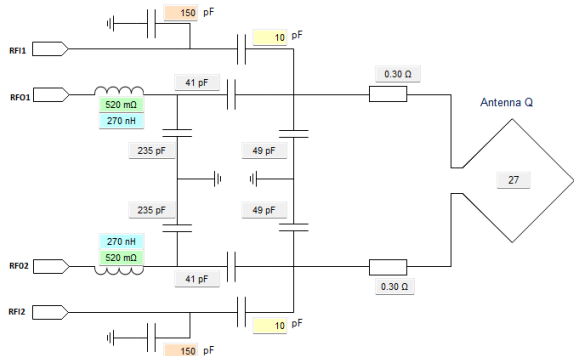 150 pF
10 pF
RFI1
41 pF
0.30 Ω
RFO1
520 mΩ
270 nH
Antenna Q
235 pF
49 pF
27
235 pF
49 pF
270 nH
520 mΩ
RFO2
41 pF
0.30 Ω
RFI2
10 pF
150 pF